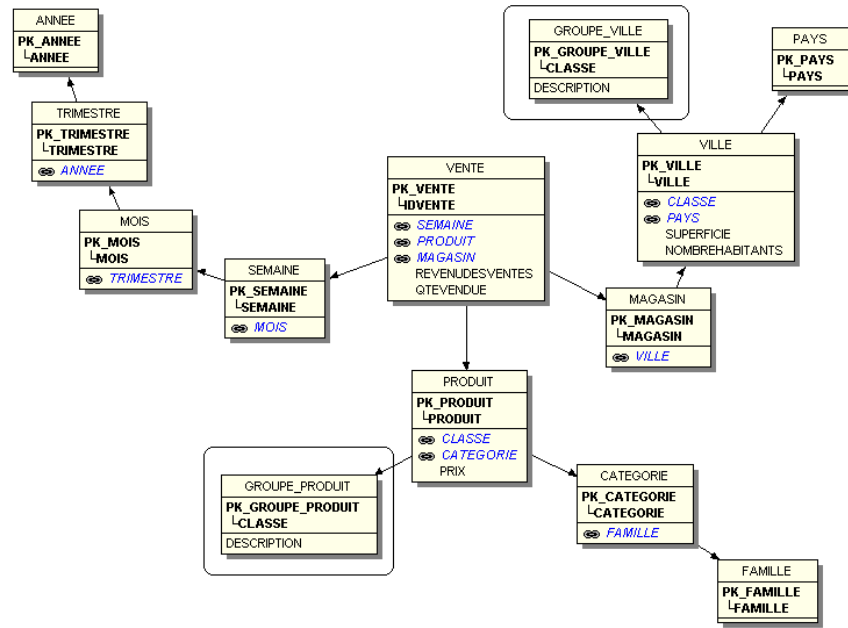 ANNEE
PK_ANNEE
ANNEE
TRIMESTRE
PK_TRIMESTRE
TRIMESTRE
ANNEE
MOIS
PK_MOIS
MOIS
TRIMESTRE
SEMAINE
PK_SEMAINE
SEMAINE
MOIS
VENTE
PK_VENTE
IDVENTE
SEMAINE
PRODUIT
MAGASIN
REVENUDESVENTES
QTEVENDUE
GROUPE_VILLE
PK_GROUPE_VILLE
CLASSE
DESCRIPTION
PAYS
PK_PAYS
PAYS
VILLE
PK_VILLE
VILLE
CLASSE
PAYS
SUPERFICIE
NOMBREHABITANTS
MAGASIN
PK_MAGASIN
MAGASIN
VILLE
PRODUIT
PK_PRODUIT
PRODUIT
CLASSE
CATEGORIE
PRIX
GROUPE_PRODUIT
PK_GROUPE_PRODUIT
CLASSE
DESCRIPTION
CATEGORIE
PK_CATEGORIE
CATEGORIE
FAMILLE
FAMILLE
PK_FAMILLE
FAMILLE